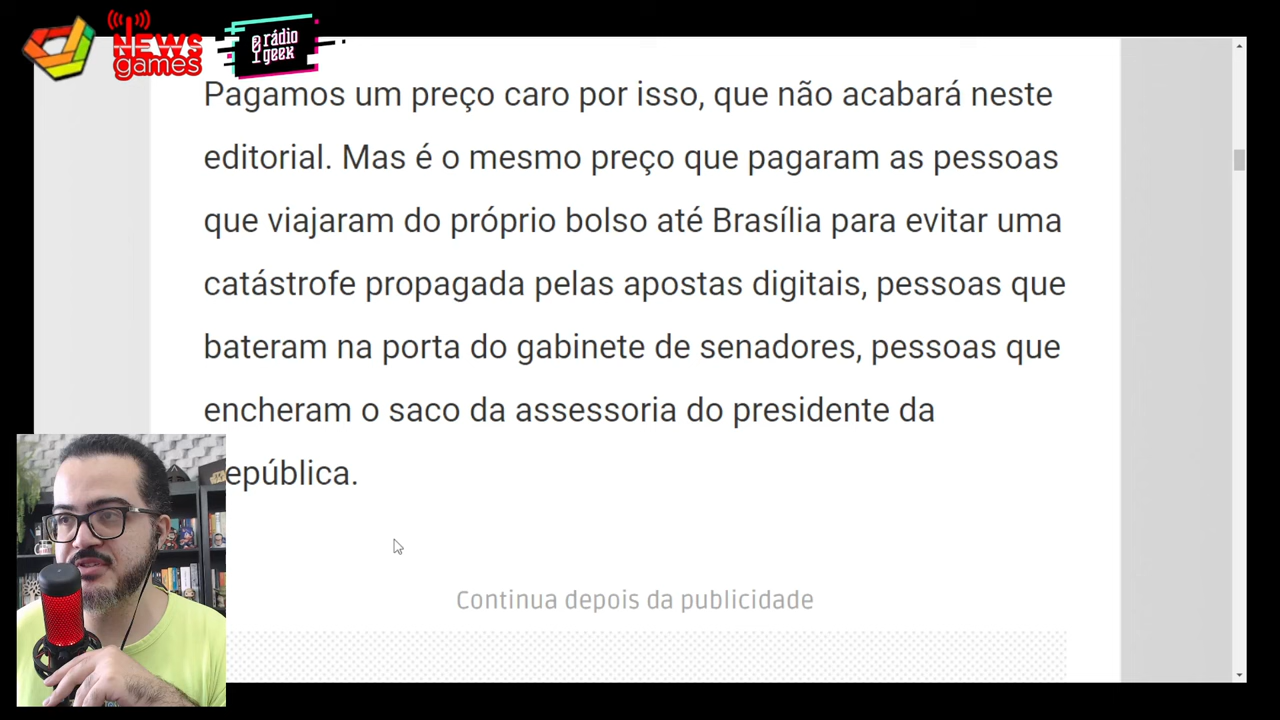 NEWS
games
rádio
geek
Pagamos um preço caro por isso, que não acabará neste
editorial. Mas é o mesmo preço que pagaram as pessoas
que viajaram do próprio bolso até Brasília para evitar uma
catástrofe propagada pelas apostas digitais, pessoas que
bateram na porta do gabinete de senadores, pessoas que
encheram o saco da assessoria do presidente da
epública.
Continua depois da publicidade